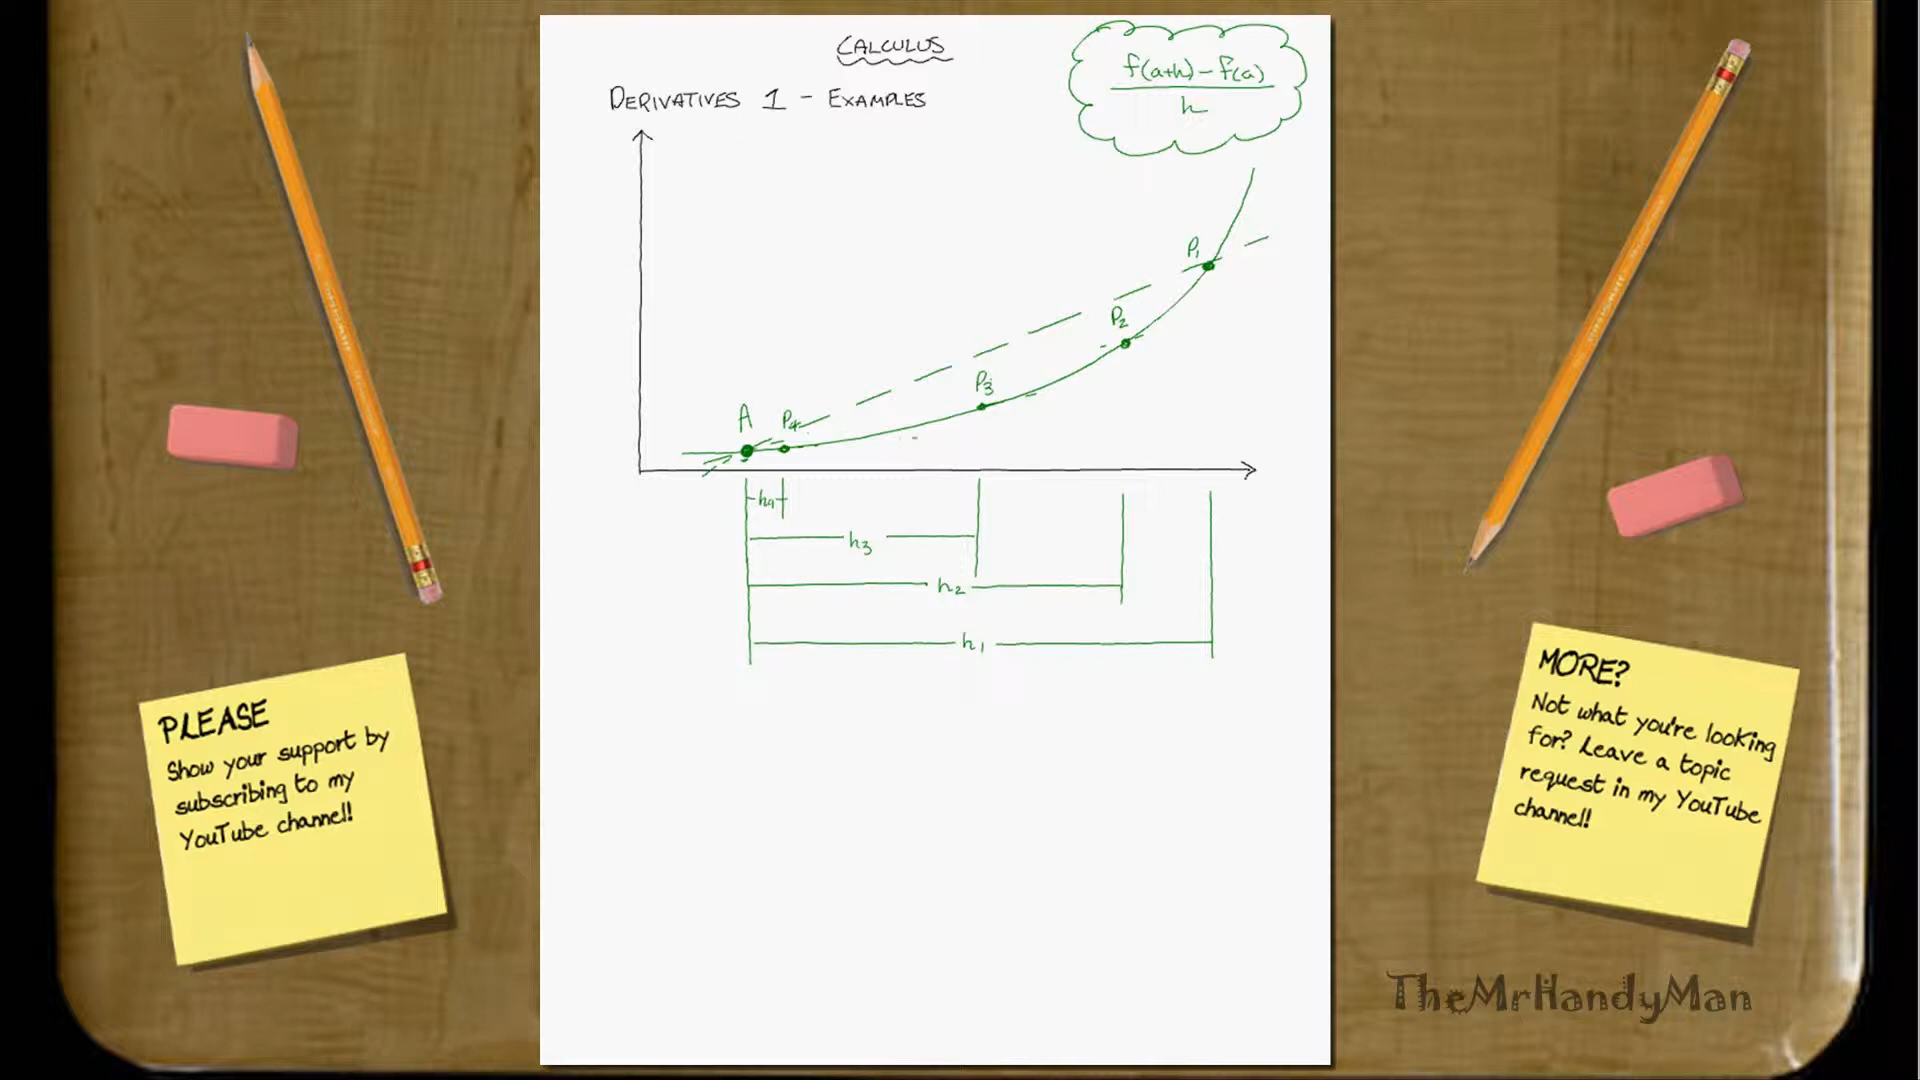 CALCULUS
DERIVATIVES 1 - EXAMPLES
f(a+h) - f(a)
h
P1
P2
P3
A
P4
h4
h3
h2
h1
PLEASE
Show your support by
subscribing to my
YouTube channel!
MORE?
Not what you're looking
for? Leave a topic
request in my YouTube
channel!
TheMrHandyMan